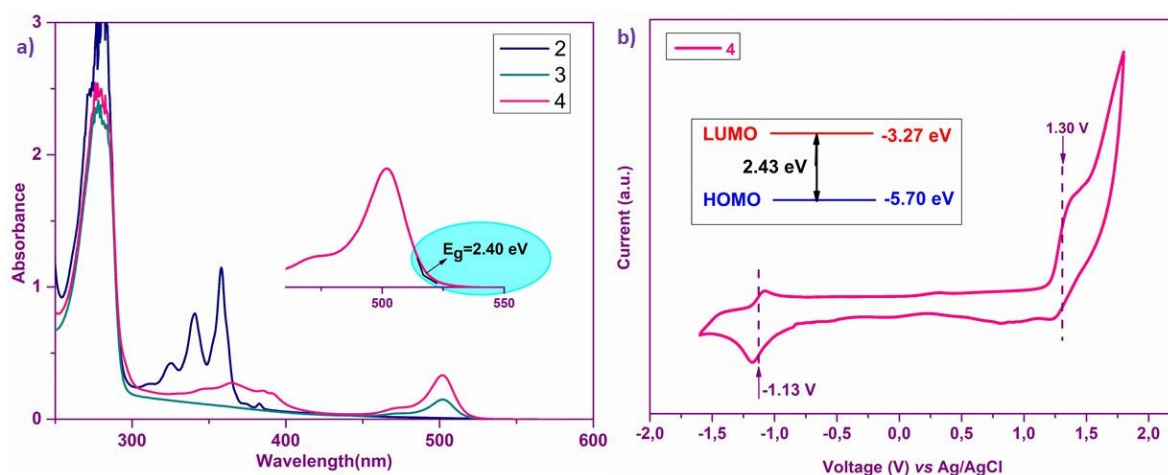 a)
3
2
1
0
Absorbance
300
400
500
600
Wavelength(nm)
2
3
4
Eg=2.40 eV
500
550
b)
4
LUMO
-3.27 eV
2.43 eV
HOMO
-5.70 eV
1.30 V
-1.13 V
Current (a.u.)
-2,0
-1,5
-1,0
-0,5
0,0
0,5
1,0
1,5
2,0
Voltage (V) vs Ag/AgCl